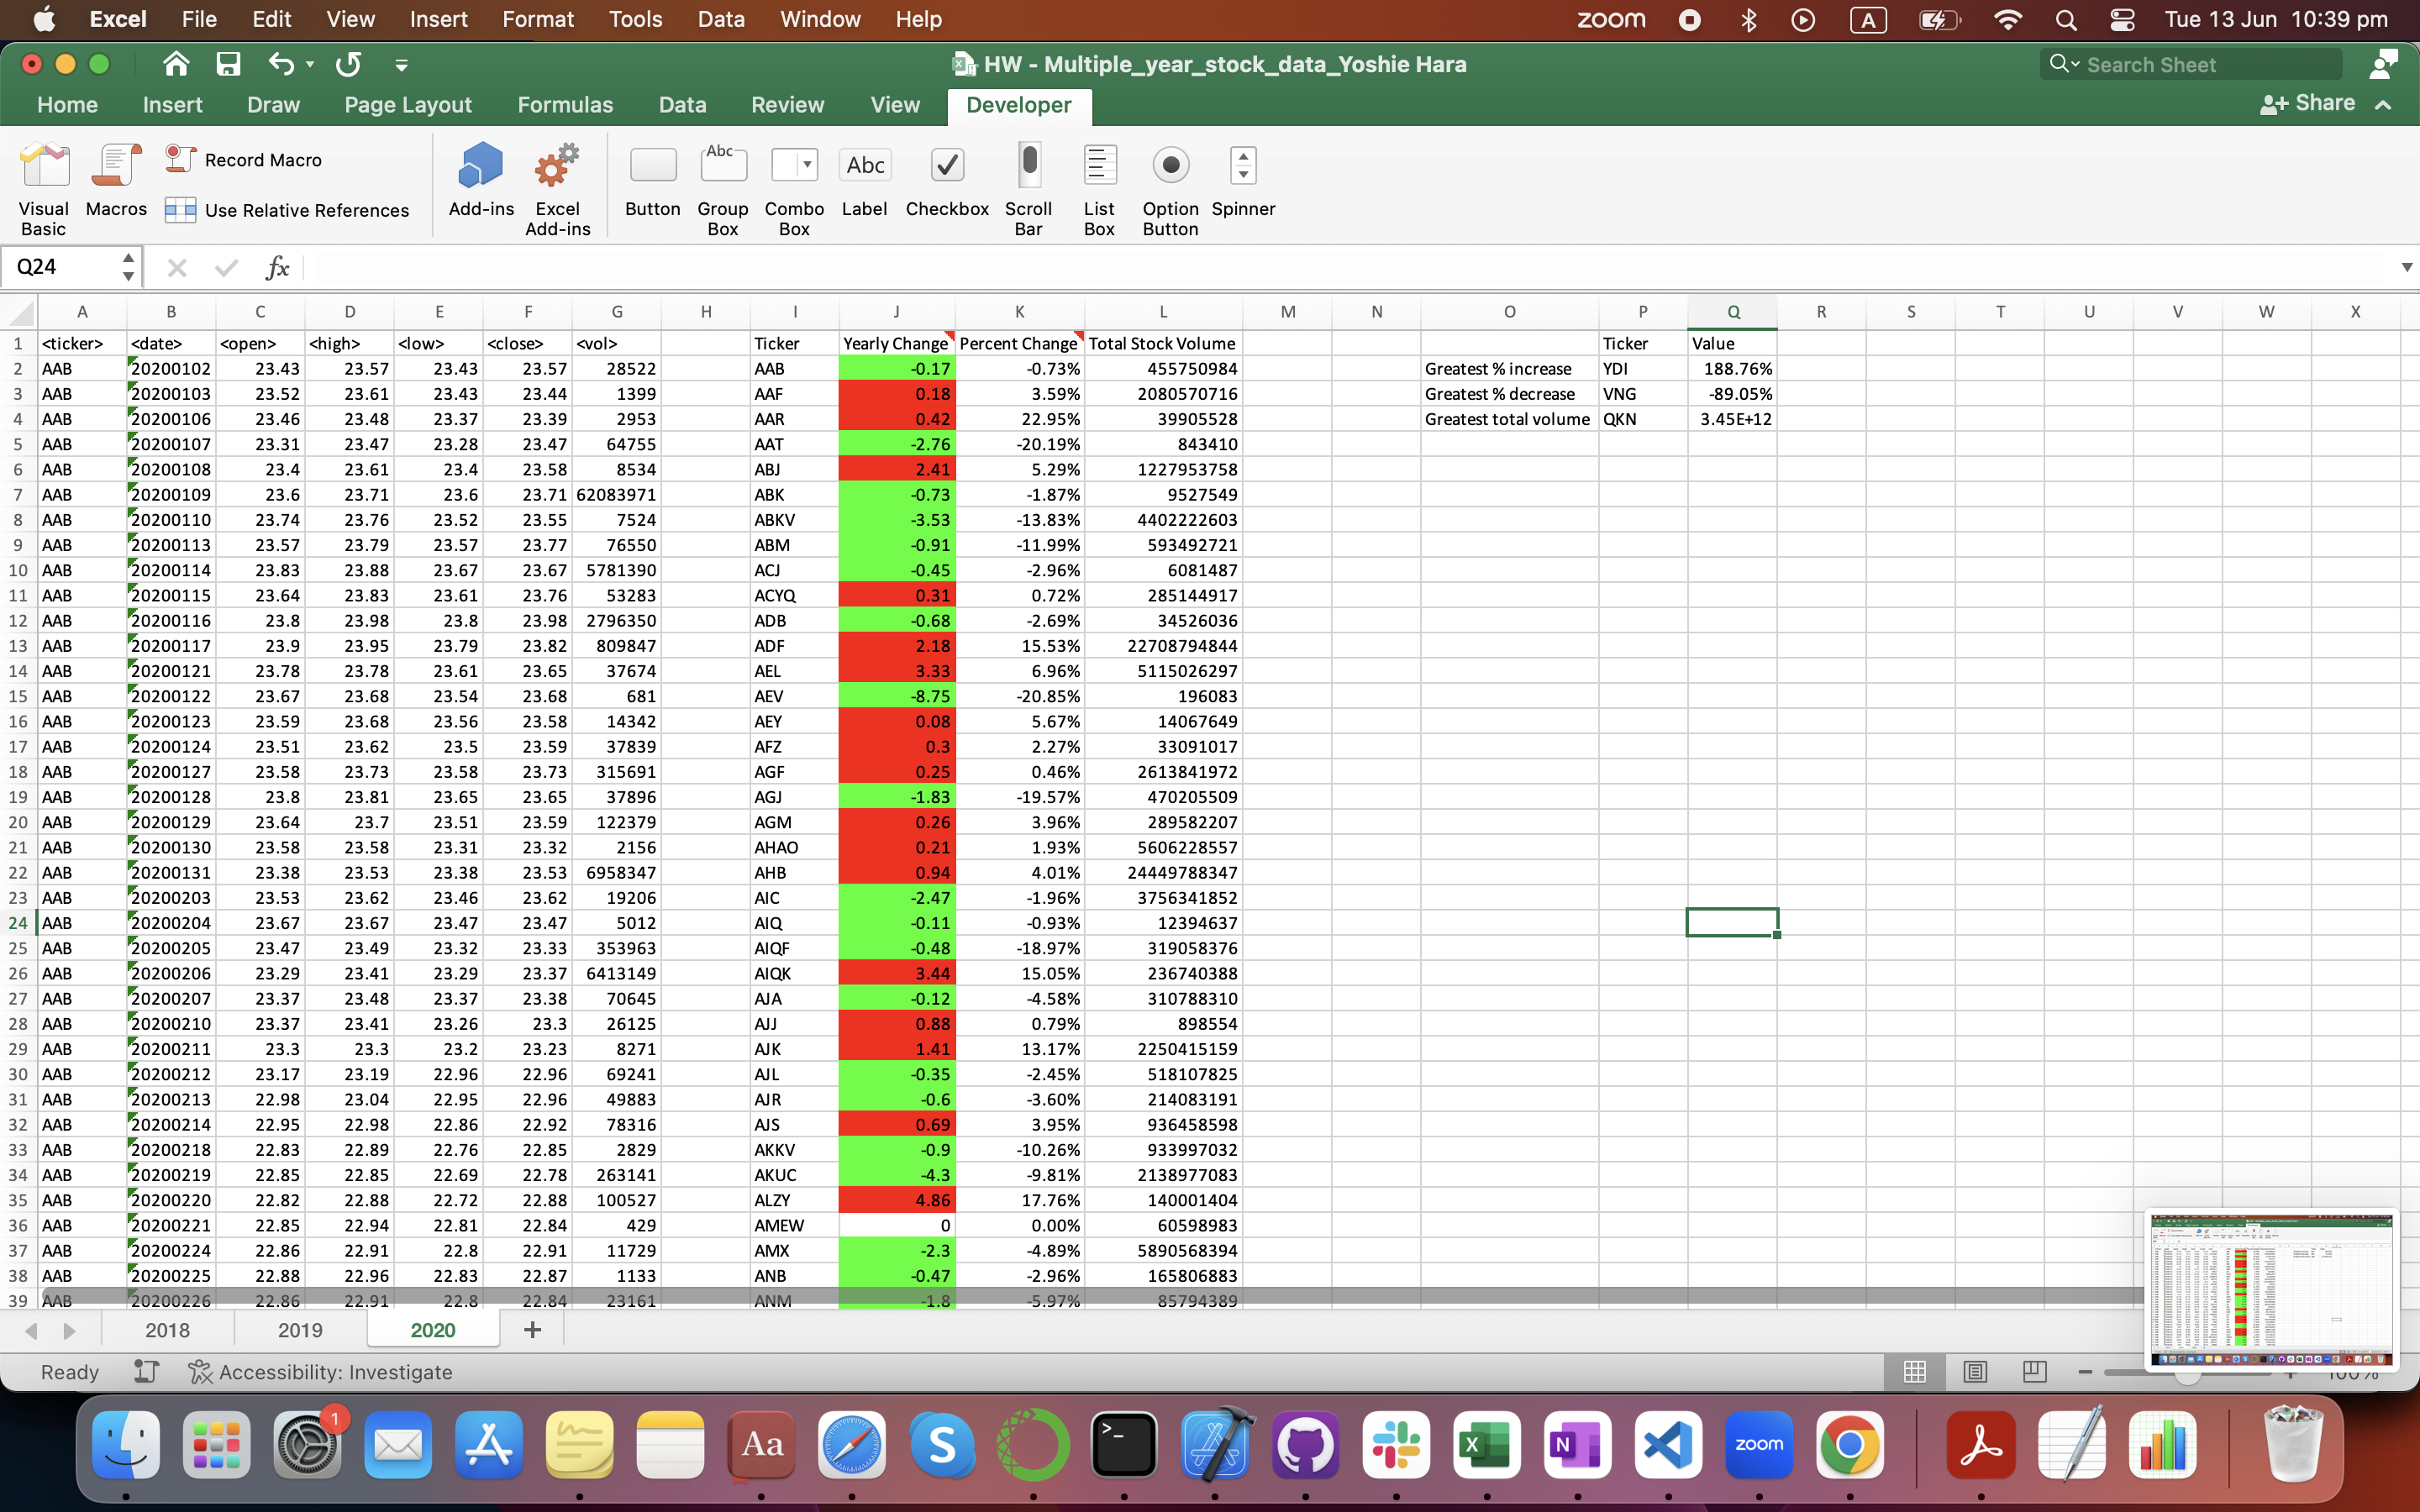 Excel File Edit View Insert Format Tools Data Window Help zoom A Tue 13 Jun 10:39 pm
HW - Multiple_year_stock_data_Yoshie Hara Search Sheet
Home Insert Draw Page Layout Formulas Data Review View Developer Share
Visual Basic Macros Record Macro Use Relative References Add-ins Excel Add-ins Button Abc Group Box Combo Box Abc Label Checkbox Scroll Bar List Box Option Button Spinner
Q24 fx
A B C D E F G H I J K L M N O P Q R S T U V W X
1 <ticker> <date> <open> <high> <low> <close> <vol> Ticker Yearly Change Percent Change Total Stock Volume Ticker Value
2 AAB 20200102 23.43 23.57 23.43 23.57 28522 AAB -0.17 -0.73% 455750984 Greatest % increase YDI 188.76%
3 AAB 20200103 23.52 23.61 23.43 23.44 1399 AAF 0.18 3.59% 2080570716 Greatest % decrease VNG -89.05%
4 AAB 20200106 23.46 23.48 23.37 23.39 2953 AAR 0.42 22.95% 39905528 Greatest total volume QKN 3.45E+12
5 AAB 20200107 23.31 23.47 23.28 23.47 64755 AAT -2.76 -20.19% 843410
6 AAB 20200108 23.4 23.61 23.4 23.58 8534 ABJ 2.41 5.29% 1227953758
7 AAB 20200109 23.6 23.71 23.6 23.71 62083971 ABK -0.73 -1.87% 9527549
8 AAB 20200110 23.74 23.76 23.52 23.55 7524 ABKV -3.53 -13.83% 4402222603
9 AAB 20200113 23.57 23.79 23.57 23.77 76550 ABM -0.91 -11.99% 593492721
10 AAB 20200114 23.83 23.88 23.67 23.67 5781390 ACJ -0.45 -2.96% 6081487
11 AAB 20200115 23.64 23.83 23.61 23.76 53283 ACYQ 0.31 0.72% 285144917
12 AAB 20200116 23.8 23.98 23.8 23.98 2796350 ADB -0.68 -2.69% 34526036
13 AAB 20200117 23.9 23.95 23.79 23.82 809847 ADF 2.18 15.53% 22708794844
14 AAB 20200121 23.78 23.78 23.61 23.65 37674 AEL 3.33 6.96% 5115026297
15 AAB 20200122 23.67 23.68 23.54 23.68 681 AEV -8.75 -20.85% 196083
16 AAB 20200123 23.59 23.68 23.56 23.58 14342 AEY 0.08 5.67% 14067649
17 AAB 20200124 23.51 23.62 23.5 23.59 37839 AFZ 0.3 2.27% 33091017
18 AAB 20200127 23.58 23.73 23.58 23.73 315691 AGF 0.25 0.46% 2613841972
19 AAB 20200128 23.8 23.81 23.65 23.65 37896 AGJ -1.83 -19.57% 470205509
20 AAB 20200129 23.64 23.7 23.51 23.59 122379 AGM 0.26 3.96% 289582207
21 AAB 20200130 23.58 23.58 23.31 23.32 2156 AHAO 0.21 1.93% 5606228557
22 AAB 20200131 23.38 23.53 23.38 23.53 6958347 AHB 0.94 4.01% 24449788347
23 AAB 20200203 23.53 23.62 23.46 23.62 19206 AIC -2.47 -1.96% 3756341852
24 AAB 20200204 23.67 23.67 23.47 23.47 5012 AIQ -0.11 -0.93% 12394637
25 AAB 20200205 23.47 23.49 23.32 23.33 353963 AIQF -0.48 -18.97% 319058376
26 AAB 20200206 23.29 23.41 23.29 23.37 6413149 AIQK 3.44 15.05% 236740388
27 AAB 20200207 23.37 23.48 23.37 23.38 70645 AJA -0.12 -4.58% 310788310
28 AAB 20200210 23.37 23.41 23.26 23.3 26125 AJJ 0.88 0.79% 898554
29 AAB 20200211 23.3 23.3 23.2 23.23 8271 AJK 1.41 13.17% 2250415159
30 AAB 20200212 23.17 23.19 22.96 22.96 69241 AJL -0.35 -2.45% 518107825
31 AAB 20200213 22.98 23.04 22.95 22.96 49883 AJR -0.6 -3.60% 214083191
32 AAB 20200214 22.95 22.98 22.86 22.92 78316 AJS 0.69 3.95% 936458598
33 AAB 20200218 22.83 22.89 22.76 22.85 2829 AKKV -0.9 -10.26% 933997032
34 AAB 20200219 22.85 22.85 22.69 22.78 263141 AKUC -4.3 -9.81% 2138977083
35 AAB 20200220 22.82 22.88 22.72 22.88 100527 ALZY 4.86 17.76% 140001404
36 AAB 20200221 22.85 22.94 22.81 22.84 429 AMEW 0 0.00% 60598983
37 AAB 20200224 22.86 22.91 22.8 22.91 11729 AMX -2.3 -4.89% 5890568394
38 AAB 20200225 22.88 22.96 22.83 22.87 1133 ANB -0.47 -2.96% 165806883
39 AAB 20200226 22.86 22.91 22.8 22.84 23161 ANM -1.8 -5.97% 85794389
2018 2019 2020 +
Ready Accessibility: Investigate 100%
1 Aa S >_ X N zoom